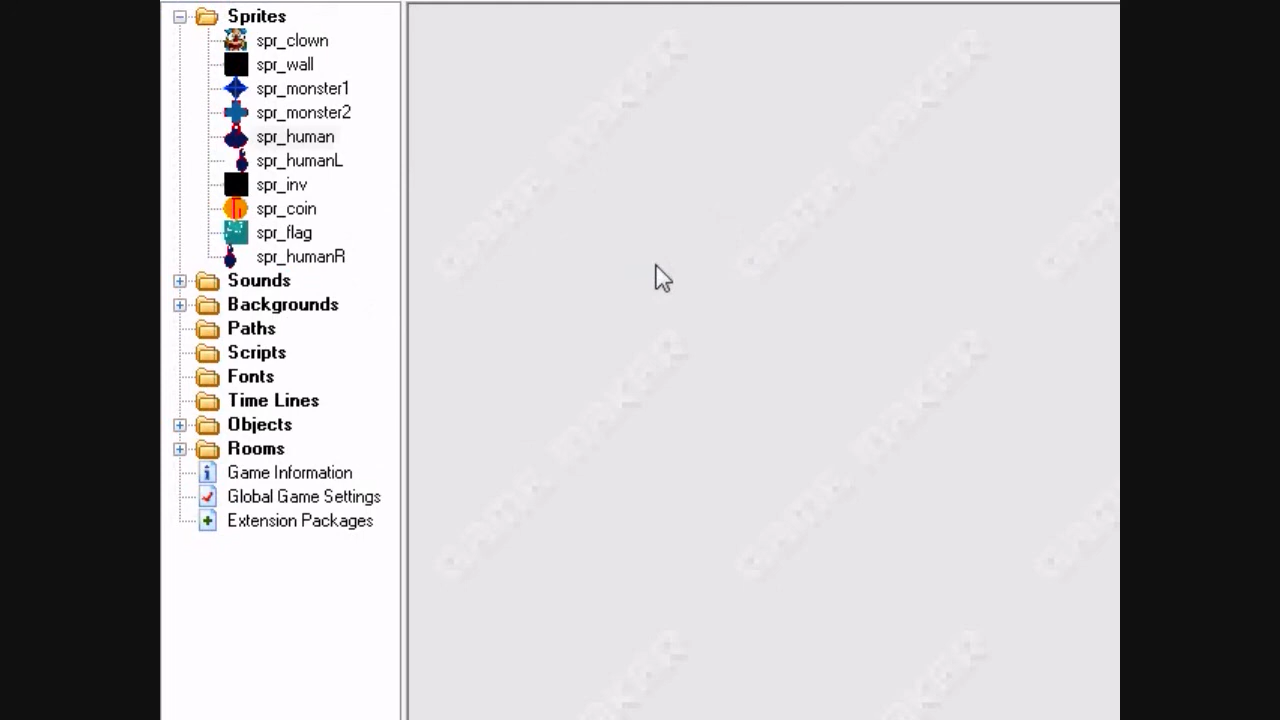 Sprites
spr_clown
spr_wall
spr_monster1
spr_monster2
spr_human
spr_humanL
spr_inv
spr_coin
spr_flag
spr_humanR
Sounds
Backgrounds
Paths
Scripts
Fonts
Time Lines
Objects
Rooms
Game Information
Global Game Settings
Extension Packages